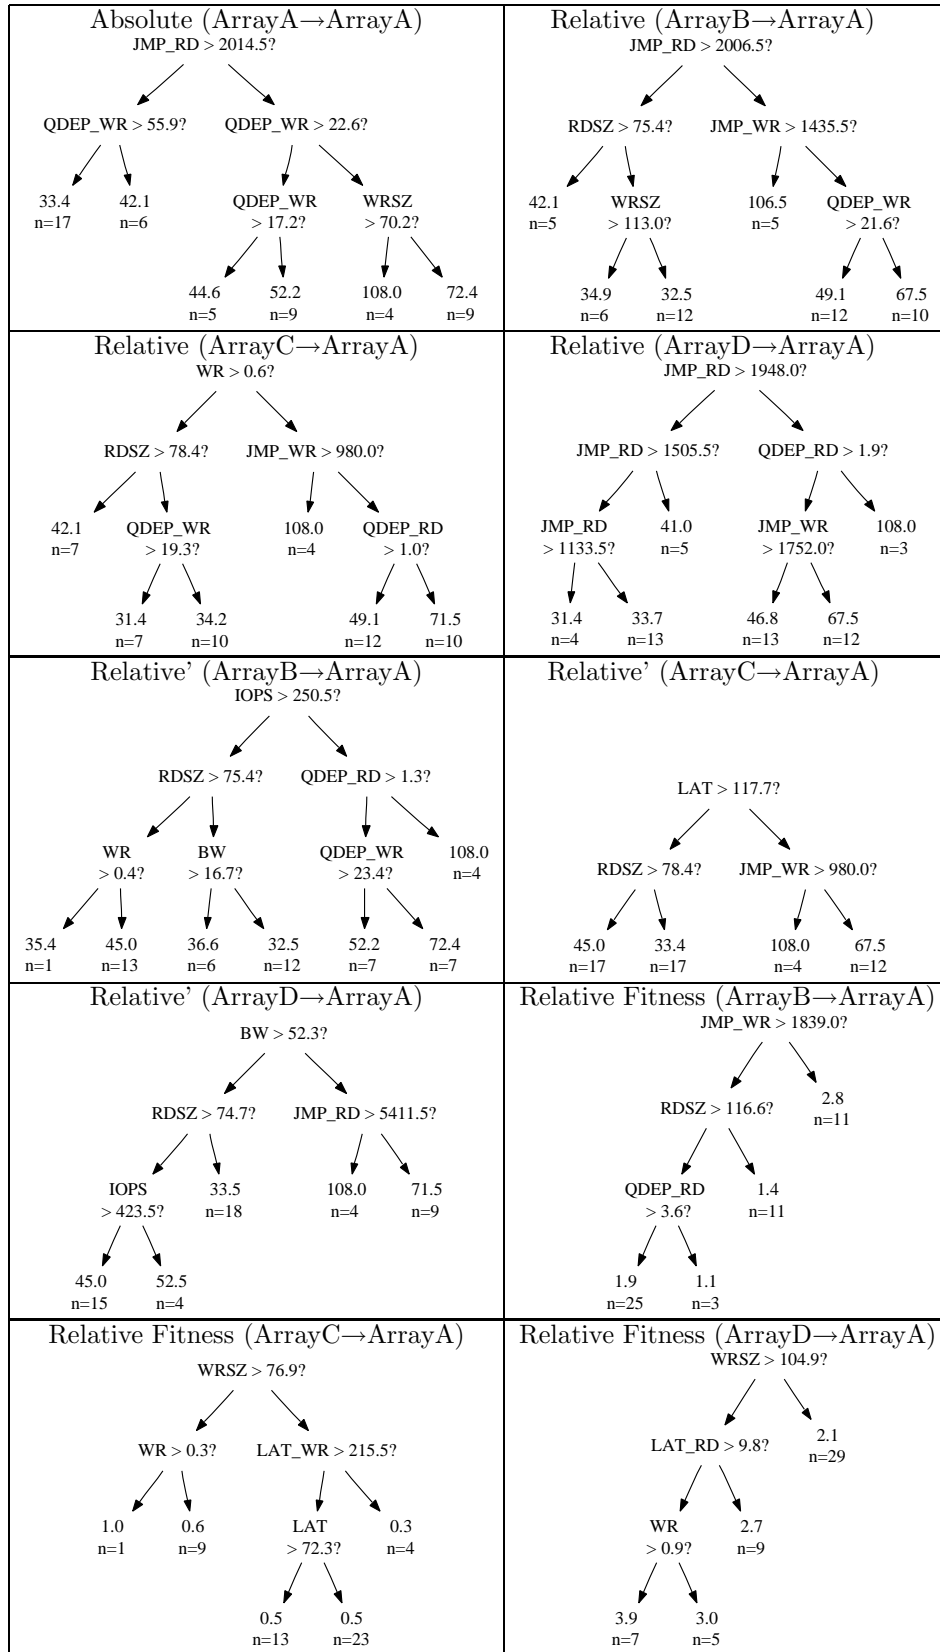 Absolute (ArrayA→ArrayA)
JMP_RD > 2014.5?
QDEP_WR > 55.9?
QDEP_WR > 22.6?
33.4
n=17
42.1
n=6
QDEP_WR
> 17.2?
WRSZ
> 70.2?
44.6
n=5
52.2
n=9
108.0
n=4
72.4
n=9
Relative (ArrayB→ArrayA)
JMP_RD > 2006.5?
RDSZ > 75.4?
JMP_WR > 1435.5?
42.1
n=5
WRSZ
> 113.0?
106.5
n=5
QDEP_WR
> 21.6?
34.9
n=6
32.5
n=12
49.1
n=12
67.5
n=10
Relative (ArrayC→ArrayA)
WR > 0.6?
RDSZ > 78.4?
JMP_WR > 980.0?
42.1
n=7
QDEP_WR
> 19.3?
108.0
n=4
QDEP_RD
> 1.0?
31.4
n=7
34.2
n=10
49.1
n=12
71.5
n=10
Relative (ArrayD→ArrayA)
JMP_RD > 1948.0?
JMP_RD > 1505.5?
QDEP_RD > 1.9?
JMP_RD
> 1133.5?
41.0
n=5
JMP_WR
> 1752.0?
108.0
n=3
31.4
n=4
33.7
n=13
46.8
n=13
67.5
n=12
Relative' (ArrayB→ArrayA)
IOPS > 250.5?
RDSZ > 75.4?
QDEP_RD > 1.3?
WR
> 0.4?
BW
> 16.7?
QDEP_WR
> 23.4?
108.0
n=4
35.4
n=1
45.0
n=13
36.6
n=6
32.5
n=12
52.2
n=7
72.4
n=7
Relative' (ArrayC→ArrayA)
LAT > 117.7?
RDSZ > 78.4?
JMP_WR > 980.0?
45.0
n=17
33.4
n=17
108.0
n=4
67.5
n=12
Relative' (ArrayD→ArrayA)
BW > 52.3?
RDSZ > 74.7?
JMP_RD > 5411.5?
IOPS
> 423.5?
33.5
n=18
108.0
n=4
71.5
n=9
45.0
n=15
52.5
n=4
Relative Fitness (ArrayB→ArrayA)
JMP_WR > 1839.0?
RDSZ > 116.6?
2.8
n=11
QDEP_RD
> 3.6?
1.4
n=11
1.9
n=25
1.1
n=3
Relative Fitness (ArrayC→ArrayA)
WRSZ > 76.9?
WR > 0.3?
LAT_WR > 215.5?
1.0
n=1
0.6
n=9
LAT
> 72.3?
0.3
n=4
0.5
n=13
0.5
n=23
Relative Fitness (ArrayD→ArrayA)
WRSZ > 104.9?
LAT_RD > 9.8?
2.1
n=29
WR
> 0.9?
2.7
n=9
3.9
n=7
3.0
n=5